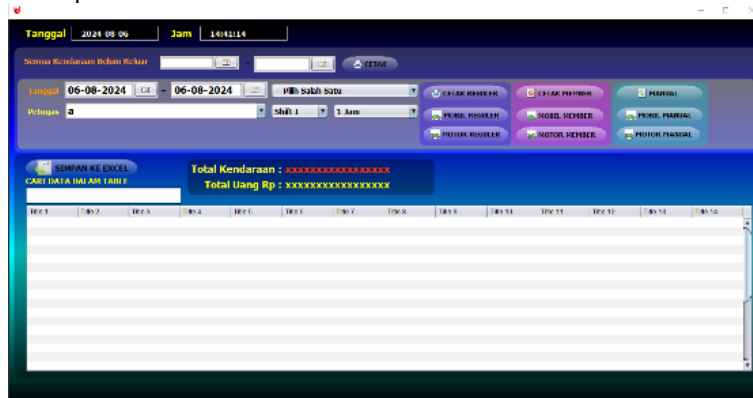 Tanggal 2024-08-06 Jam 14:41:14
Semua Kendaraan Belum Keluar - CETAK
Tanggal 06-08-2024 - 06-08-2024 Pilih Salah Satu CETAK REGULER CETAK MEMBER MANUAL
Petugas a Shift 1 1 Jam MOBIL REGULER MOBIL MEMBER MOBIL MANUAL
MOTOR REGULER MOTOR MEMBER MOTOR MANUAL
SIMPAN KE EXCEL Total Kendaraan : xxxxxxxxxxxxxxxxx
CARI DATA DALAM TABLE Total Uang Rp : xxxxxxxxxxxxxxxxx
Title 1 Title 2 Title 3 Title 4 Title 5 Title 6 Title 7 Title 8 Title 9 Title 10 Title 11 Title 12 Title 13 Title 14